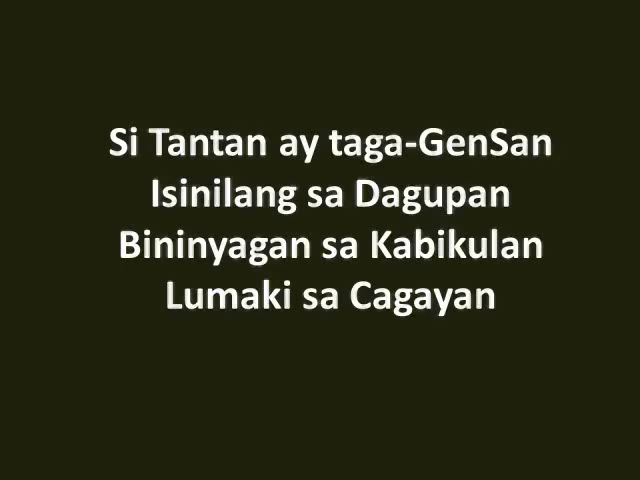 Si Tantan ay taga-GenSan
Isinilang sa Dagupan
Bininyagan sa Kabikulan
Lumaki sa Cagayan